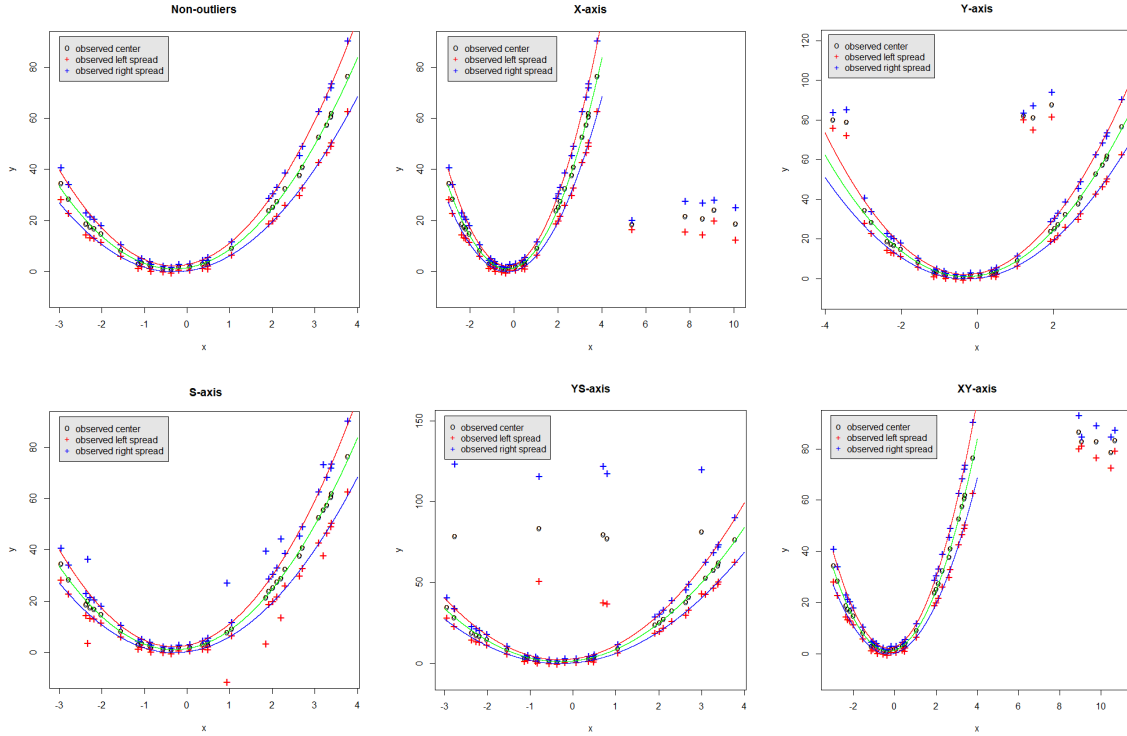 Non-outliers
X-axis
Y-axis
o observed center
+ observed left spread
+ observed right spread
o observed center
+ observed left spread
+ observed right spread
o observed center
+ observed left spread
+ observed right spread
y
0 20 40 60 80
-3 -2 -1 0 1 2 3 4
x
y
0 20 40 60 80
-2 0 2 4 6 8 10
x
y
0 20 40 60 80 100 120
-4 -2 0 2
x
S-axis
YS-axis
XY-axis
o observed center
+ observed left spread
+ observed right spread
o observed center
+ observed left spread
+ observed right spread
o observed center
+ observed left spread
+ observed right spread
y
0 20 40 60 80
-3 -2 -1 0 1 2 3 4
x
y
0 50 100 150
-3 -2 -1 0 1 2 3 4
x
y
0 20 40 60 80
-2 0 2 4 6 8 10
x